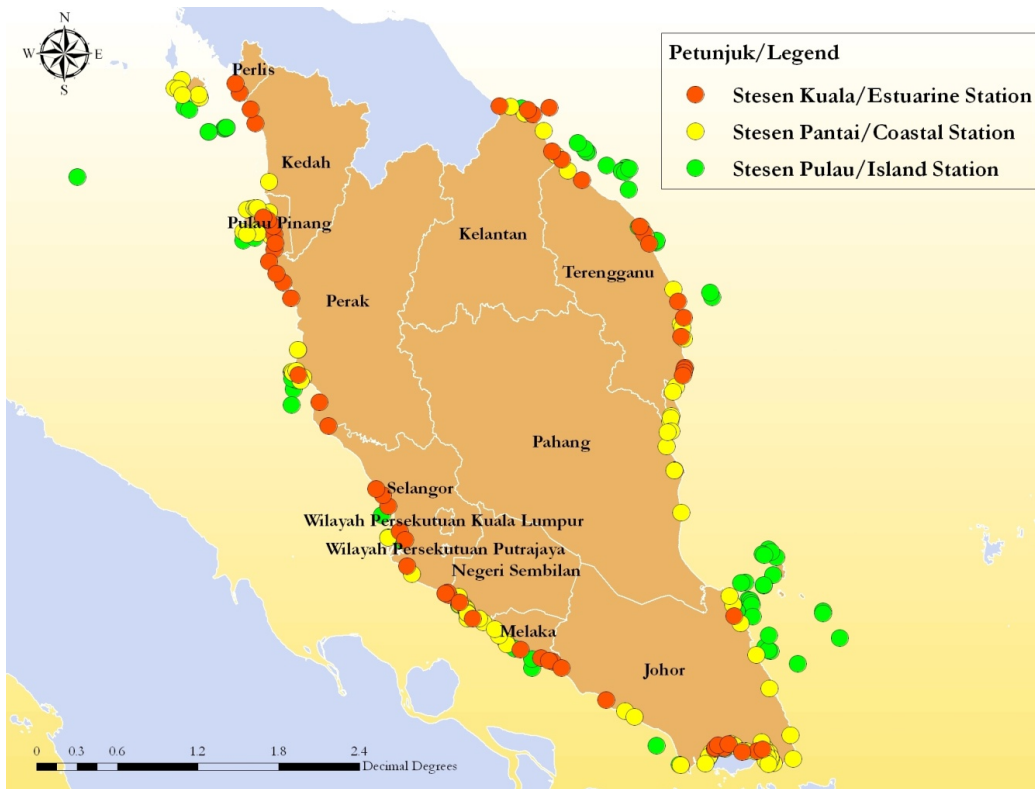 N
W E
S
Petunjuk/Legend
Stesen Kuala/Estuarine Station
Stesen Pantai/Coastal Station
Stesen Pulau/Island Station
Perlis
Kedah
Pulau Pinang
Kelantan
Terengganu
Perak
Pahang
Selangor
Wilayah Persekutuan Kuala Lumpur
Wilayah Persekutuan Putrajaya
Negeri Sembilan
Melaka
Johor
0 0.3 0.6 1.2 1.8 2.4
Decimal Degrees